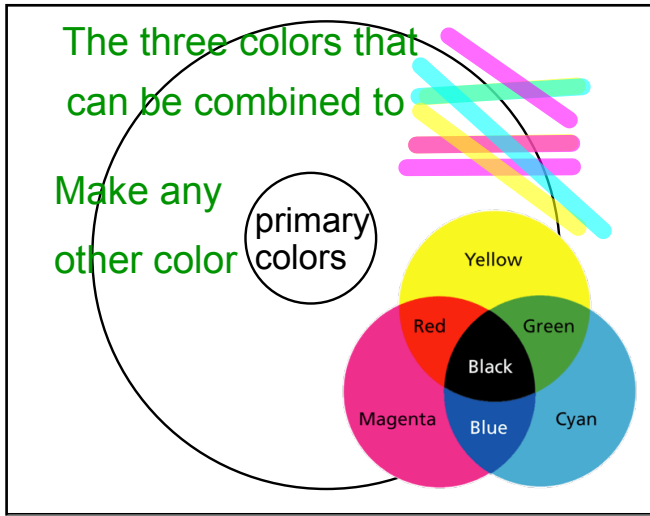 The three colors that
can be combined to
Make any
other color
primary
colors
Yellow
Red
Green
Black
Magenta
Blue
Cyan